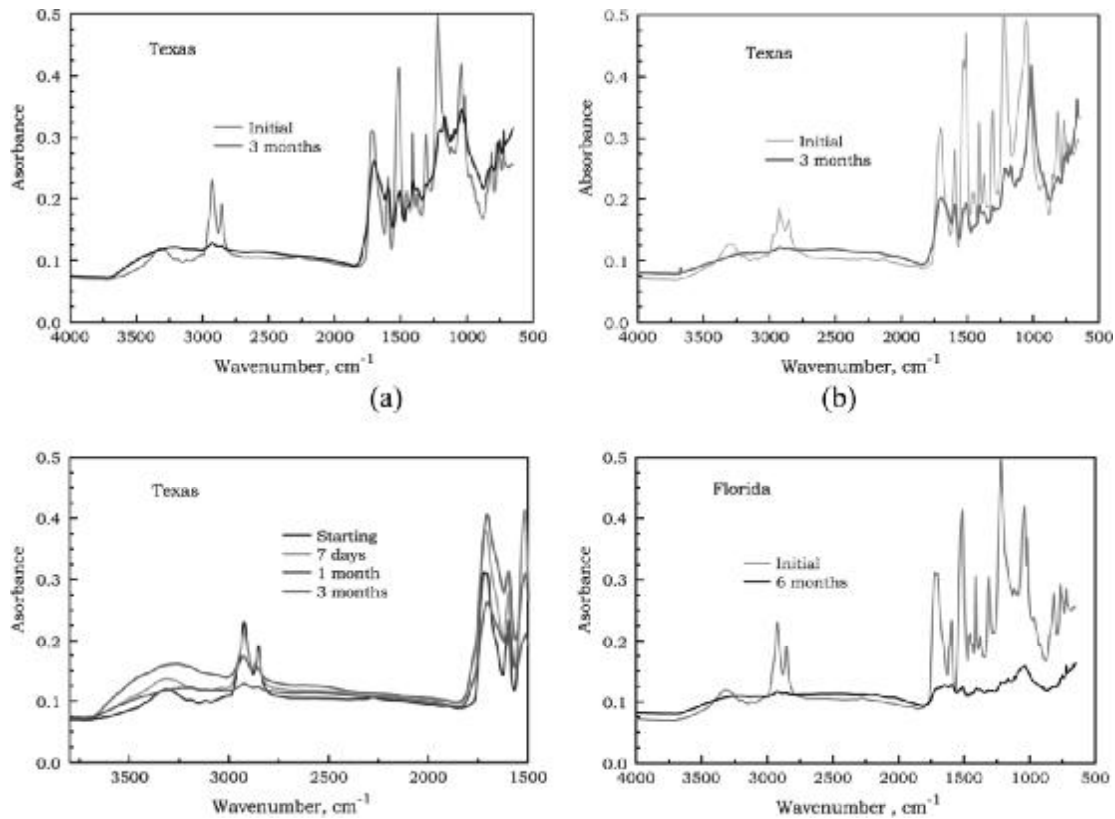 Texas
Initial
3 months
0.5
0.4
0.3
0.2
0.1
0.0
Asorbance
4000 3500 3000 2500 2000 1500 1000 500
Wavenumber, cm-1
(a)
Texas
Initial
3 months
0.5
0.4
0.3
0.2
0.1
0.0
Absorbance
4000 3500 3000 2500 2000 1500 1000 500
Wavenumber, cm-1
(b)
Texas
Starting
7 days
1 month
3 months
0.5
0.4
0.3
0.2
0.1
0.0
Asorbance
3500 3000 2500 2000 1500
Wavenumber, cm-1
Florida
Initial
6 months
0.5
0.4
0.3
0.2
0.1
0.0
Asorbance
4000 3500 3000 2500 2000 1500 1000 500
Wavenumber , cm-1